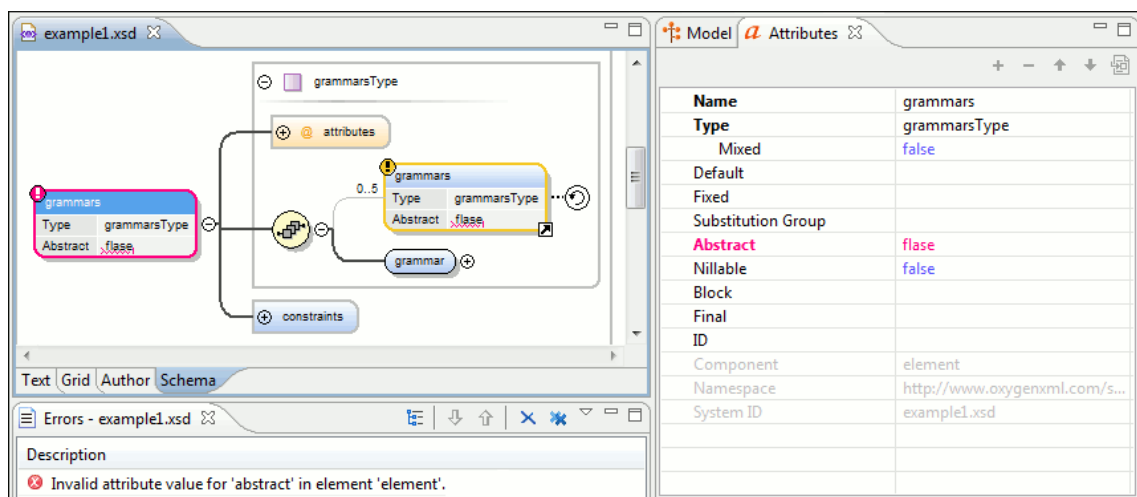 example1.xsd
grammarsType
@ attributes
grammars
Type grammarsType
Abstract flase
0..5
grammars
Type grammarsType
Abstract flase
grammar
constraints
Text Grid Author Schema
Errors - example1.xsd
Description
Invalid attribute value for 'abstract' in element 'element'.
Model a Attributes
Name grammars
Type grammarsType
Mixed false
Default
Fixed
Substitution Group
Abstract flase
Nillable false
Block
Final
ID
Component element
Namespace http://www.oxygenxml.com/s...
System ID example1.xsd